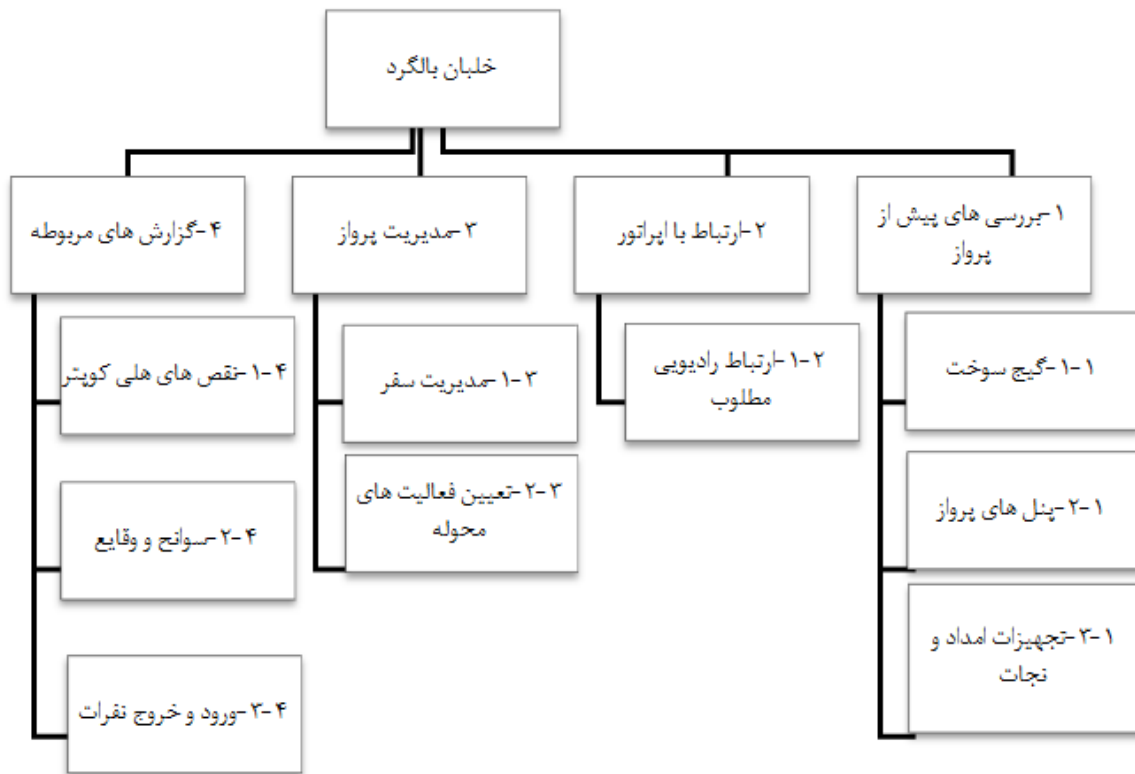 خلبان بالگرد
۱-بررسی های پیش از
پرواز
۱-۱-گیج سوخت
۱-۲-پنل های پرواز
۱-۳-تجهیزات امداد و
نجات
۲-ارتباط با اپراتور
۲-۱-ارتباط رادیویی
مطلوب
۳-مدیریت پرواز
۳-۱-مدیریت سفر
۳-۲-تعیین فعالیت های
محوله
۴-گزارش های مربوطه
۴-۱-نقص های هلی کوپتر
۴-۲-سوانح و وقایع
۴-۳-ورود و خروج نفرات